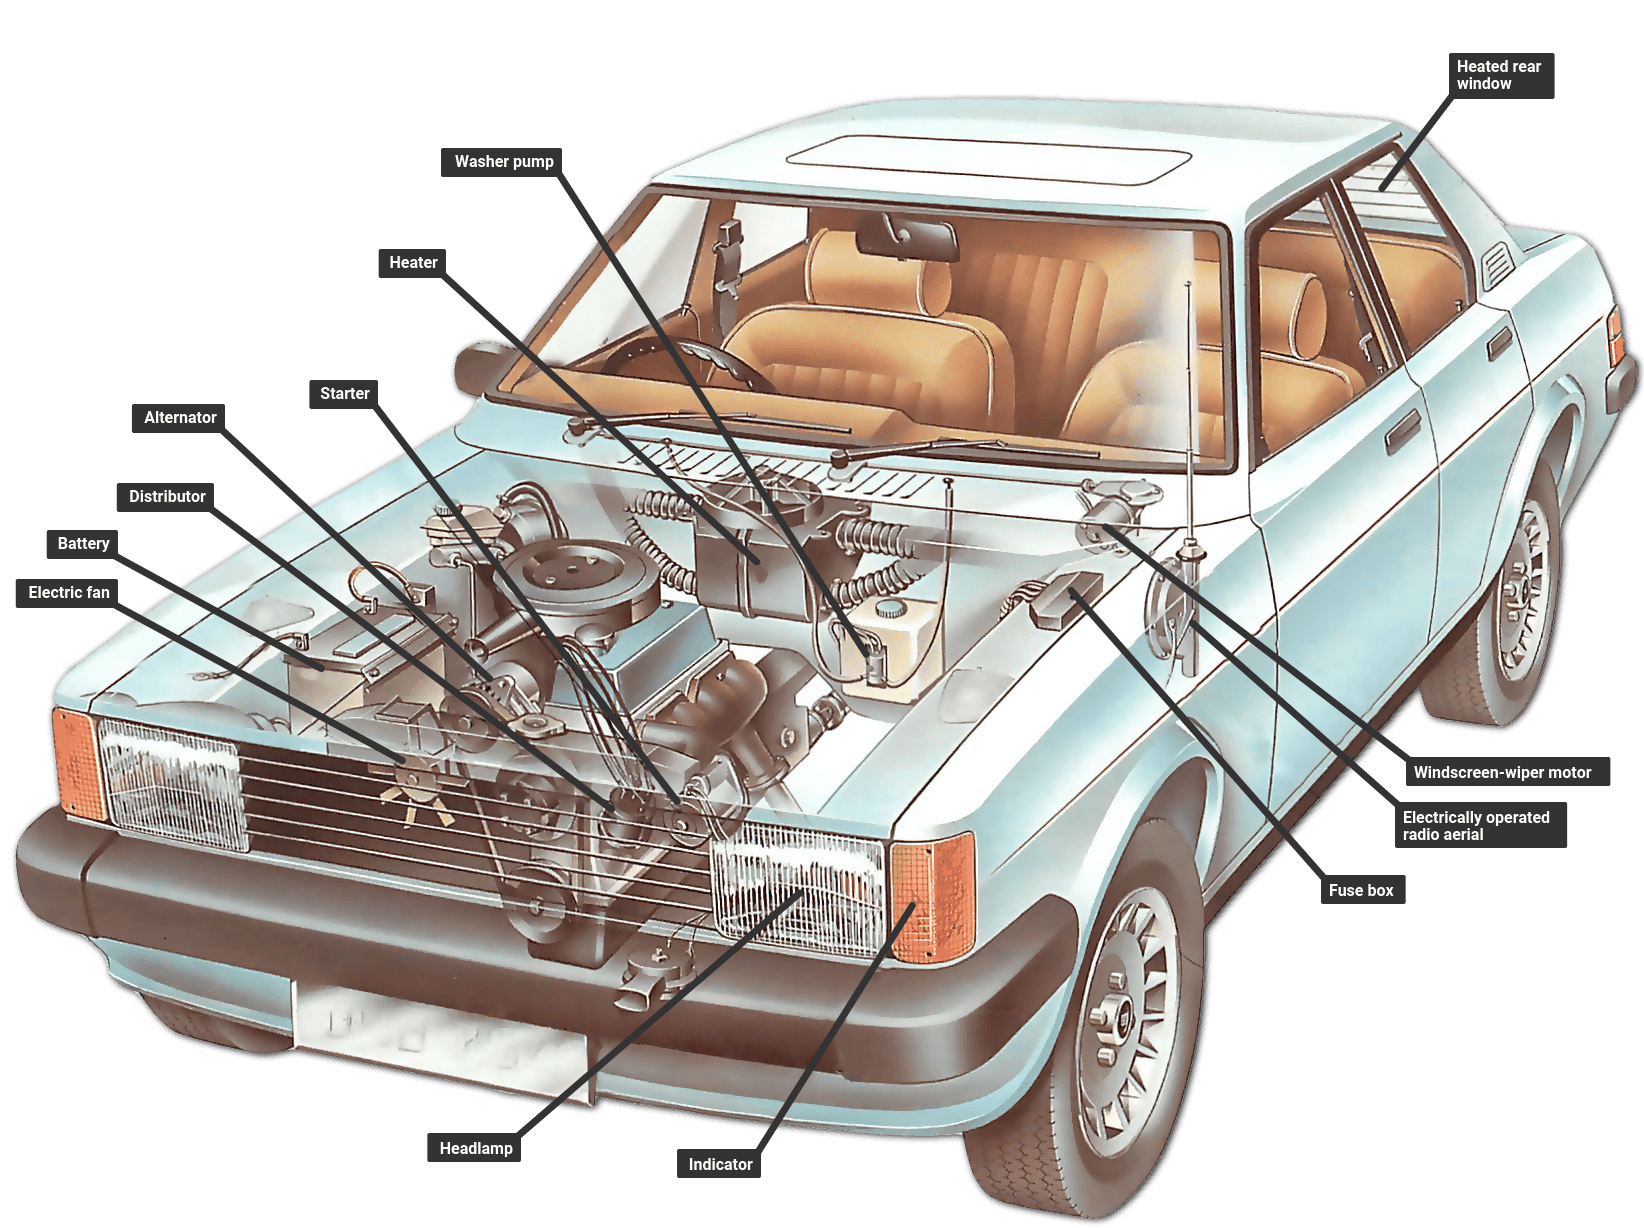 Heated rear
window
Washer pump
Heater
Starter
Alternator
Distributor
Battery
Electric fan
Windscreen-wiper motor
Electrically operated
radio aerial
Fuse box
Headlamp
Indicator